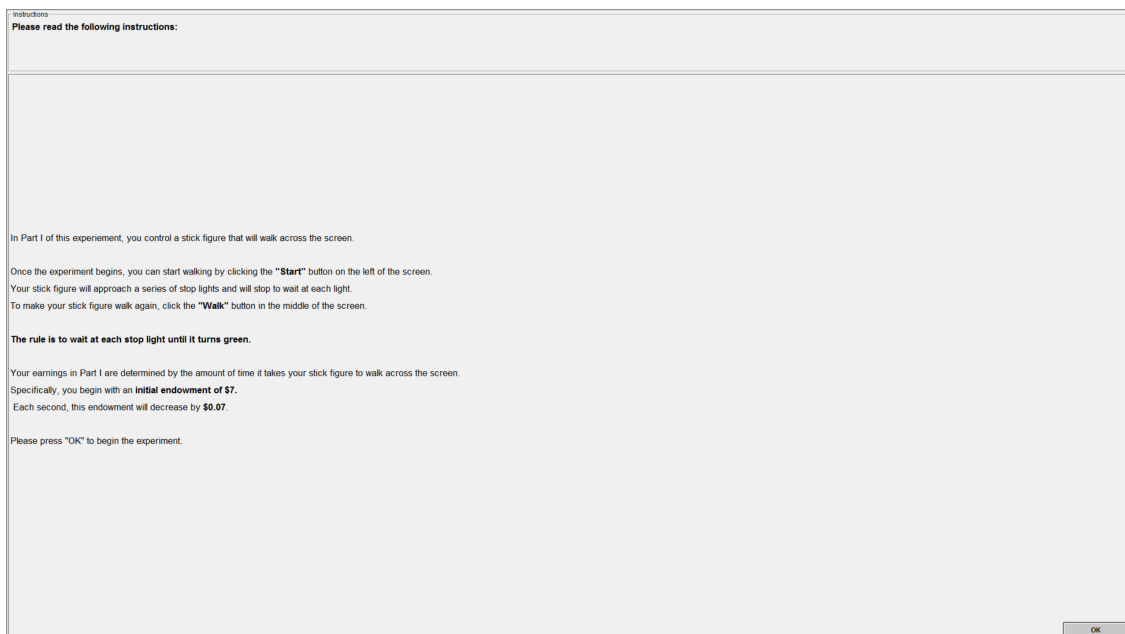 Instructions
Please read the following instructions:
In Part I of this experiement, you control a stick figure that will walk across the screen.
Once the experiment begins, you can start walking by clicking the "Start" button on the left of the screen.
Your stick figure will approach a series of stop lights and will stop to wait at each light.
To make your stick figure walk again, click the "Walk" button in the middle of the screen.
The rule is to wait at each stop light until it turns green.
Your earnings in Part I are determined by the amount of time it takes your stick figure to walk across the screen.
Specifically, you begin with an initial endowment of $7.
Each second, this endowment will decrease by $0.07.
Please press "OK" to begin the experiment.
OK